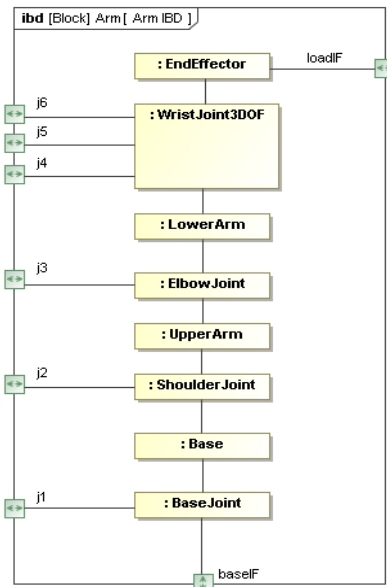 ibd [Block] Arm [ Arm IBD ]
: EndEffector
loadIF
j6
: WristJoint3DOF
j5
j4
: LowerArm
j3
: ElbowJoint
: UpperArm
j2
: ShoulderJoint
: Base
j1
: BaseJoint
baseIF